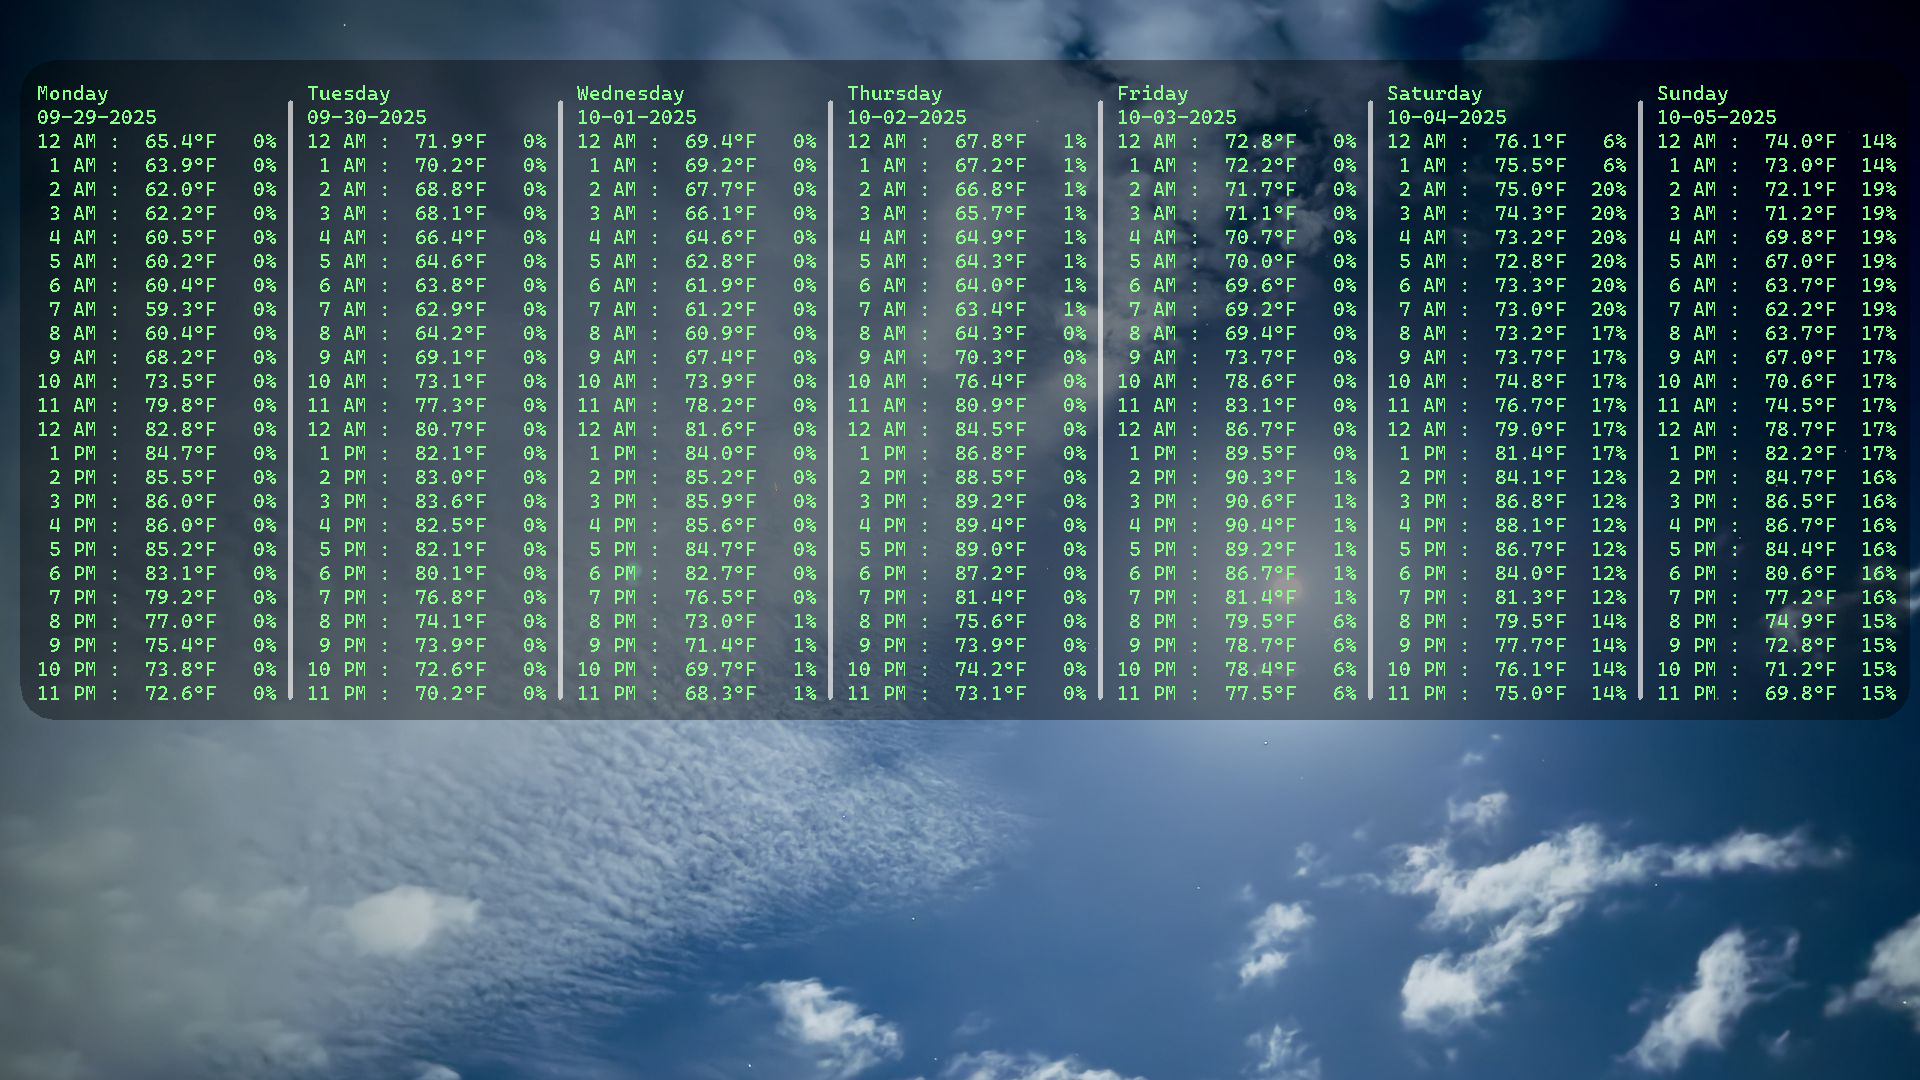 Monday
09-29-2025
12 AM :  65.4°F   0%
1 AM :  63.9°F   0%
2 AM :  62.0°F   0%
3 AM :  62.2°F   0%
4 AM :  60.5°F   0%
5 AM :  60.2°F   0%
6 AM :  60.4°F   0%
7 AM :  59.3°F   0%
8 AM :  60.4°F   0%
9 AM :  68.2°F   0%
10 AM :  73.5°F   0%
11 AM :  79.8°F   0%
12 AM :  82.8°F   0%
1 PM :  84.7°F   0%
2 PM :  85.5°F   0%
3 PM :  86.0°F   0%
4 PM :  86.0°F   0%
5 PM :  85.2°F   0%
6 PM :  83.1°F   0%
7 PM :  79.2°F   0%
8 PM :  77.0°F   0%
9 PM :  75.4°F   0%
10 PM :  73.8°F   0%
11 PM :  72.6°F   0%
Tuesday
09-30-2025
12 AM :  71.9°F   0%
1 AM :  70.2°F   0%
2 AM :  68.8°F   0%
3 AM :  68.1°F   0%
4 AM :  66.4°F   0%
5 AM :  64.6°F   0%
6 AM :  63.8°F   0%
7 AM :  62.9°F   0%
8 AM :  64.2°F   0%
9 AM :  69.1°F   0%
10 AM :  73.1°F   0%
11 AM :  77.3°F   0%
12 AM :  80.7°F   0%
1 PM :  82.1°F   0%
2 PM :  83.0°F   0%
3 PM :  83.6°F   0%
4 PM :  82.5°F   0%
5 PM :  82.1°F   0%
6 PM :  80.1°F   0%
7 PM :  76.8°F   0%
8 PM :  74.1°F   0%
9 PM :  73.9°F   0%
10 PM :  72.6°F   0%
11 PM :  70.2°F   0%
Wednesday
10-01-2025
12 AM :  69.4°F   0%
1 AM :  69.2°F   0%
2 AM :  67.7°F   0%
3 AM :  66.1°F   0%
4 AM :  64.6°F   0%
5 AM :  62.8°F   0%
6 AM :  61.9°F   0%
7 AM :  61.2°F   0%
8 AM :  60.9°F   0%
9 AM :  67.4°F   0%
10 AM :  73.9°F   0%
11 AM :  78.2°F   0%
12 AM :  81.6°F   0%
1 PM :  84.0°F   0%
2 PM :  85.2°F   0%
3 PM :  85.9°F   0%
4 PM :  85.6°F   0%
5 PM :  84.7°F   0%
6 PM :  82.7°F   0%
7 PM :  76.5°F   0%
8 PM :  73.0°F   1%
9 PM :  71.4°F   1%
10 PM :  69.7°F   1%
11 PM :  68.3°F   1%
Thursday
10-02-2025
12 AM :  67.8°F   1%
1 AM :  67.2°F   1%
2 AM :  66.8°F   1%
3 AM :  65.7°F   1%
4 AM :  64.9°F   1%
5 AM :  64.3°F   1%
6 AM :  64.0°F   1%
7 AM :  63.4°F   1%
8 AM :  64.3°F   0%
9 AM :  70.3°F   0%
10 AM :  76.4°F   0%
11 AM :  80.9°F   0%
12 AM :  84.5°F   0%
1 PM :  86.8°F   0%
2 PM :  88.5°F   0%
3 PM :  89.2°F   0%
4 PM :  89.4°F   0%
5 PM :  89.0°F   0%
6 PM :  87.2°F   0%
7 PM :  81.4°F   0%
8 PM :  75.6°F   0%
9 PM :  73.9°F   0%
10 PM :  74.2°F   0%
11 PM :  73.1°F   0%
Friday
10-03-2025
12 AM :  72.8°F   0%
1 AM :  72.2°F   0%
2 AM :  71.7°F   0%
3 AM :  71.1°F   0%
4 AM :  70.7°F   0%
5 AM :  70.0°F   0%
6 AM :  69.6°F   0%
7 AM :  69.2°F   0%
8 AM :  69.4°F   0%
9 AM :  73.7°F   0%
10 AM :  78.6°F   0%
11 AM :  83.1°F   0%
12 AM :  86.7°F   0%
1 PM :  89.5°F   0%
2 PM :  90.3°F   1%
3 PM :  90.6°F   1%
4 PM :  90.4°F   1%
5 PM :  89.2°F   1%
6 PM :  86.7°F   1%
7 PM :  81.4°F   1%
8 PM :  79.5°F   6%
9 PM :  78.7°F   6%
10 PM :  78.4°F   6%
11 PM :  77.5°F   6%
Saturday
10-04-2025
12 AM :  76.1°F   6%
1 AM :  75.5°F   6%
2 AM :  75.0°F  20%
3 AM :  74.3°F  20%
4 AM :  73.2°F  20%
5 AM :  72.8°F  20%
6 AM :  73.3°F  20%
7 AM :  73.0°F  20%
8 AM :  73.2°F  17%
9 AM :  73.7°F  17%
10 AM :  74.8°F  17%
11 AM :  76.7°F  17%
12 AM :  79.0°F  17%
1 PM :  81.4°F  17%
2 PM :  84.1°F  12%
3 PM :  86.8°F  12%
4 PM :  88.1°F  12%
5 PM :  86.7°F  12%
6 PM :  84.0°F  12%
7 PM :  81.3°F  12%
8 PM :  79.5°F  14%
9 PM :  77.7°F  14%
10 PM :  76.1°F  14%
11 PM :  75.0°F  14%
Sunday
10-05-2025
12 AM :  74.0°F  14%
1 AM :  73.0°F  14%
2 AM :  72.1°F  19%
3 AM :  71.2°F  19%
4 AM :  69.8°F  19%
5 AM :  67.0°F  19%
6 AM :  63.7°F  19%
7 AM :  62.2°F  19%
8 AM :  63.7°F  17%
9 AM :  67.0°F  17%
10 AM :  70.6°F  17%
11 AM :  74.5°F  17%
12 AM :  78.7°F  17%
1 PM :  82.2°F  17%
2 PM :  84.7°F  16%
3 PM :  86.5°F  16%
4 PM :  86.7°F  16%
5 PM :  84.4°F  16%
6 PM :  80.6°F  16%
7 PM :  77.2°F  16%
8 PM :  74.9°F  15%
9 PM :  72.8°F  15%
10 PM :  71.2°F  15%
11 PM :  69.8°F  15%